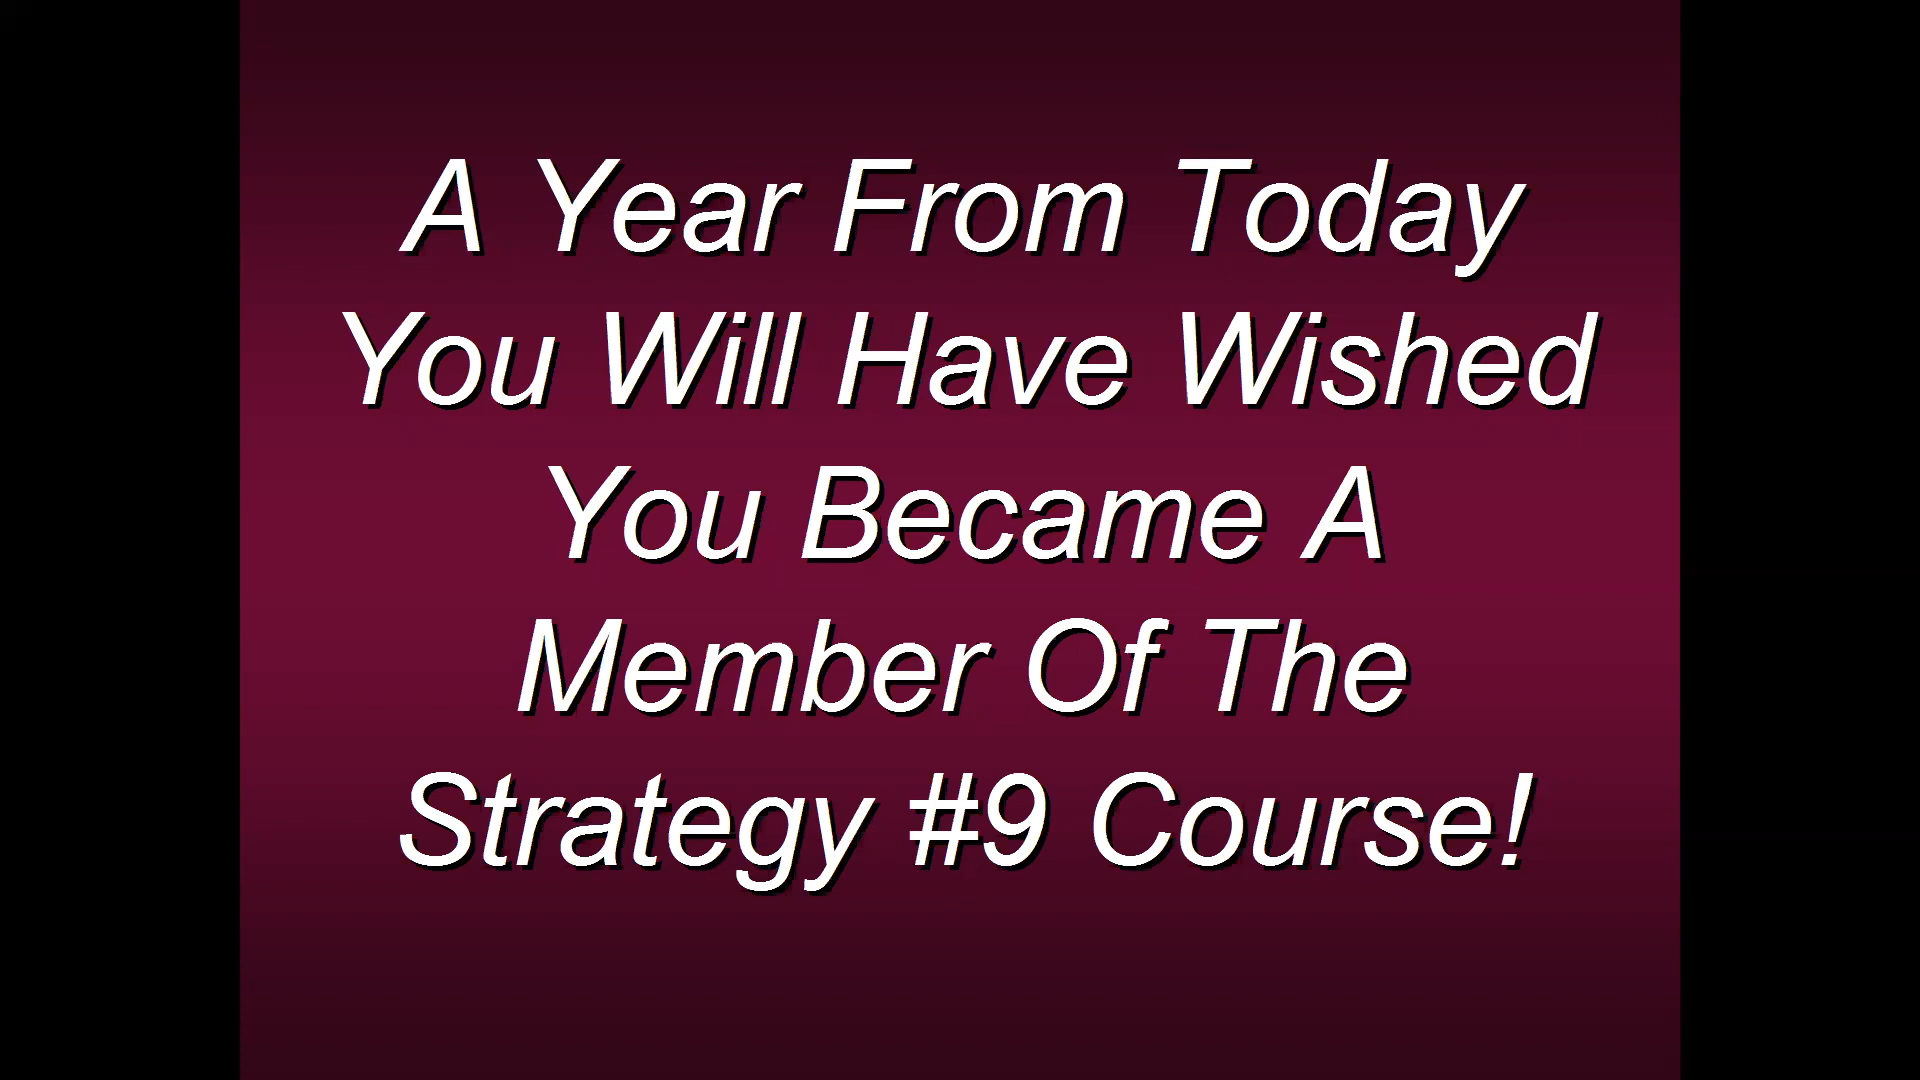 A Year From Today
You Will Have Wished
You Became A
Member Of The
Strategy #9 Course!